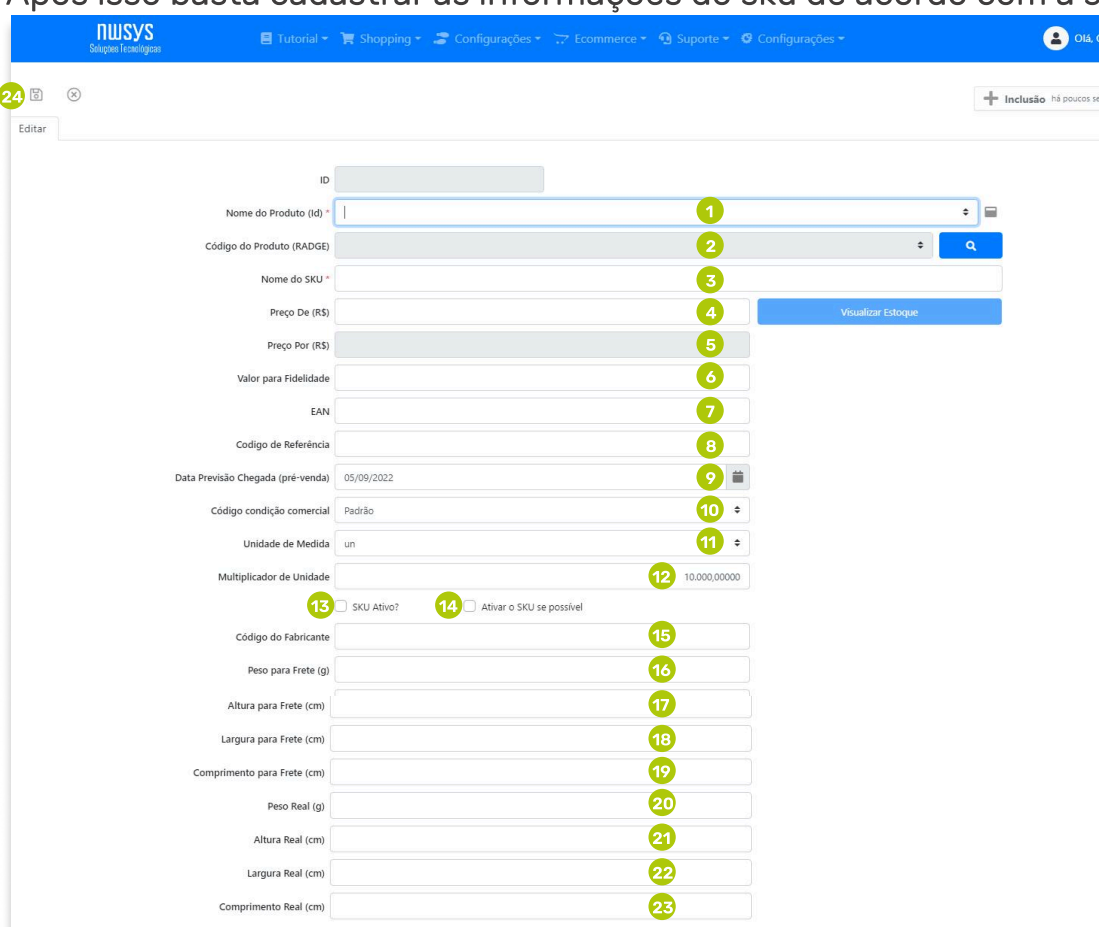 Após isso basta cadastrar as informações do sku de acordo com a s
nwsys
Soluções Tecnológicas
Tutorial Shopping Configurações Ecommerce Suporte Configurações
Olá,
24
Inclusão há poucos se
Editar
ID
Nome do Produto (Id) * 1
Código do Produto (RADGE) 2
Nome do SKU * 3
Preço De (R$) 4 Visualizar Estoque
Preço Por (R$) 5
Valor para Fidelidade 6
EAN 7
Codigo de Referência 8
Data Previsão Chegada (pré-venda) 05/09/2022 9
Código condição comercial Padrão 10
Unidade de Medida un 11
Multiplicador de Unidade 12 10.000,00000
13 SKU Ativo? 14 Ativar o SKU se possível
Código do Fabricante 15
Peso para Frete (g) 16
Altura para Frete (cm) 17
Largura para Frete (cm) 18
Comprimento para Frete (cm) 19
Peso Real (g) 20
Altura Real (cm) 21
Largura Real (cm) 22
Comprimento Real (cm) 23